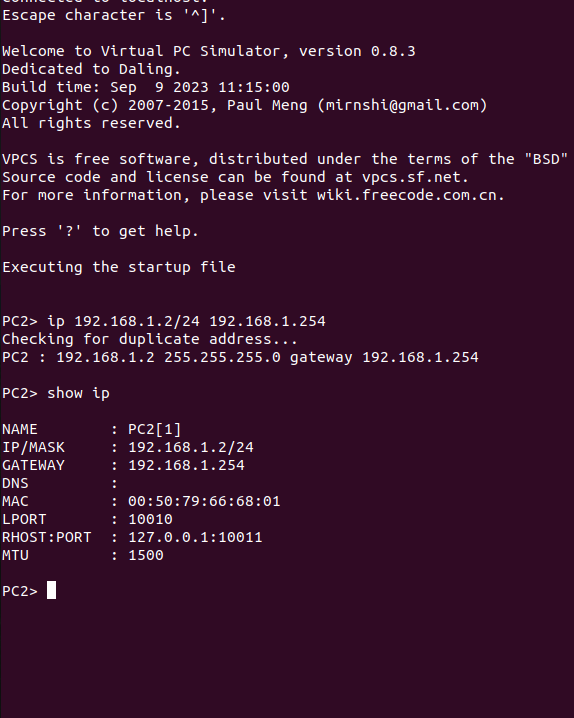 Connected to localhost.
Escape character is '^]'.
Welcome to Virtual PC Simulator, version 0.8.3
Dedicated to Daling.
Build time: Sep  9 2023 11:15:00
Copyright (c) 2007-2015, Paul Meng (mirnshi@gmail.com)
All rights reserved.
VPCS is free software, distributed under the terms of the "BSD"
Source code and license can be found at vpcs.sf.net.
For more information, please visit wiki.freecode.com.cn.
Press '?' to get help.
Executing the startup file
PC2> ip 192.168.1.2/24 192.168.1.254
Checking for duplicate address...
PC2 : 192.168.1.2 255.255.255.0 gateway 192.168.1.254
PC2> show ip
NAME        : PC2[1]
IP/MASK     : 192.168.1.2/24
GATEWAY     : 192.168.1.254
DNS         :
MAC         : 00:50:79:66:68:01
LPORT       : 10010
RHOST:PORT  : 127.0.0.1:10011
MTU         : 1500
PC2>